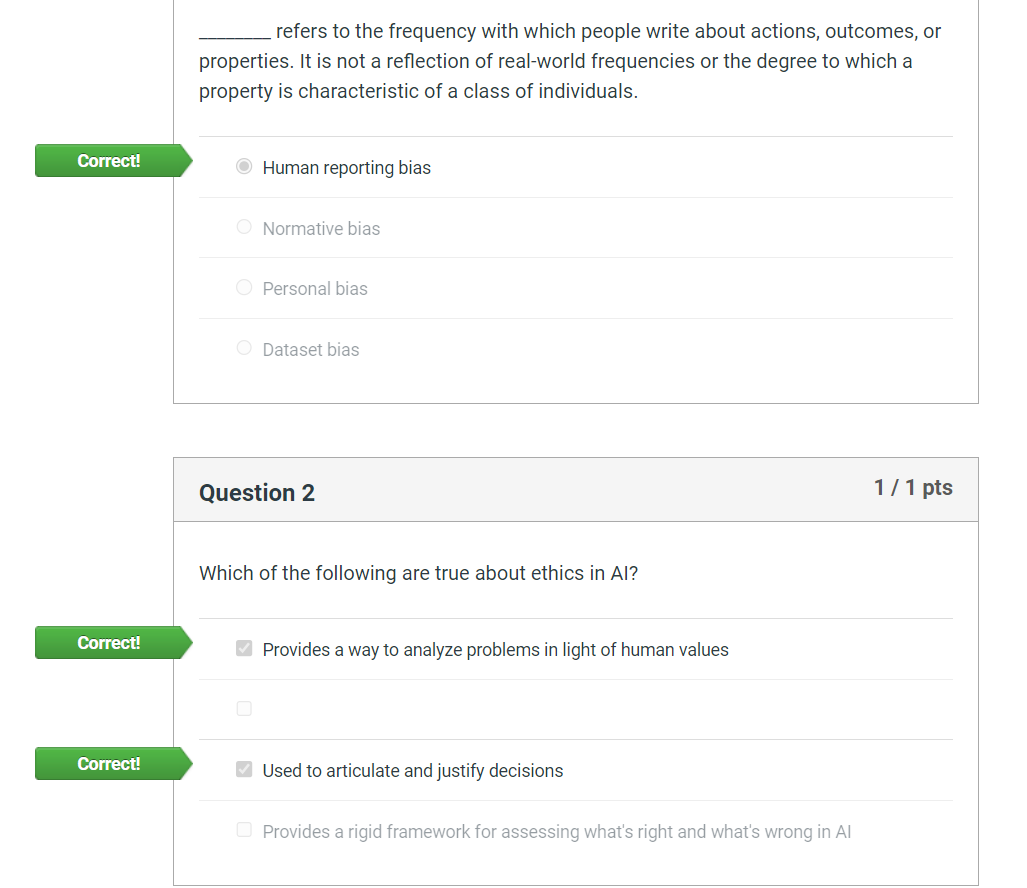 ________ refers to the frequency with which people write about actions, outcomes, or
properties. It is not a reflection of real-world frequencies or the degree to which a
property is characteristic of a class of individuals.
Correct!
Human reporting bias
Normative bias
Personal bias
Dataset bias
Question 2
1 / 1 pts
Which of the following are true about ethics in AI?
Correct!
Provides a way to analyze problems in light of human values
Correct!
Used to articulate and justify decisions
Provides a rigid framework for assessing what's right and what's wrong in AI